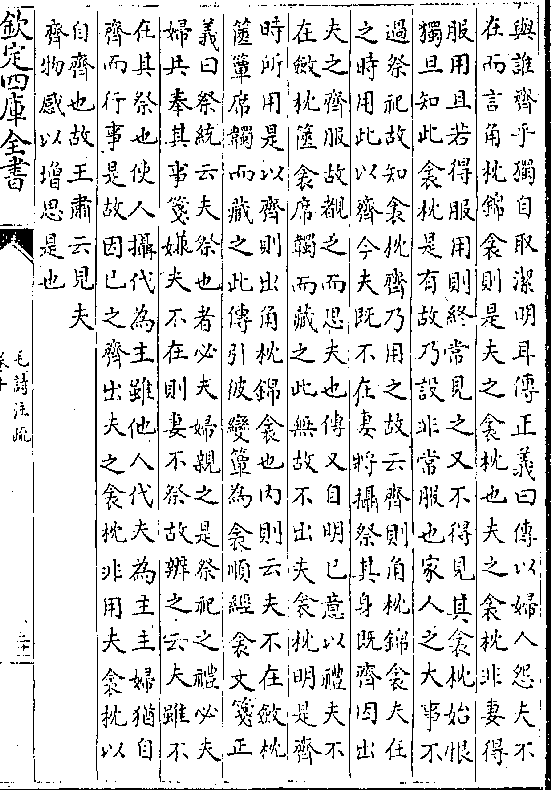 與誰齊乎獨自取潔明耳傳正義曰傳以婦人怨夫不
在而言角枕錦衾則是夫之衾枕也夫之衾枕非妻得
服用且若得服用則終常見之又不得見其衾枕始恨
獨旦知此衾枕是有故乃設非常服也家人之大事不
過祭祀故知衾枕齊乃用之故云齊則角枕錦衾夫在
之時用此以齊今夫既不在妻將攝祭其身既齊因出
夫之齊服故覩之而思夫也傳又自明已意以禮夫不
在斂枕篋衾席韣而藏之此無故不出夫衾枕明是齊
時所用是以齊則出角枕錦衾也内則云夫不在斂枕
篋簟席韣而藏之此傳引彼變簟為衾順經衾文箋正
義曰祭統云夫祭也者必夫婦親之是祭祀之禮必夫
婦共奉其事箋嫌夫不在則妻不祭故辨之云夫雖不
在其祭也使人攝代為主雖他人代夫為主主婦猶自
齊而行事是故因已之齊出夫之衾枕非用夫衾枕以
自齊也故王肅云見夫
齊物感以增思是也
欽定四庫全書
毛詩注疏
卷十